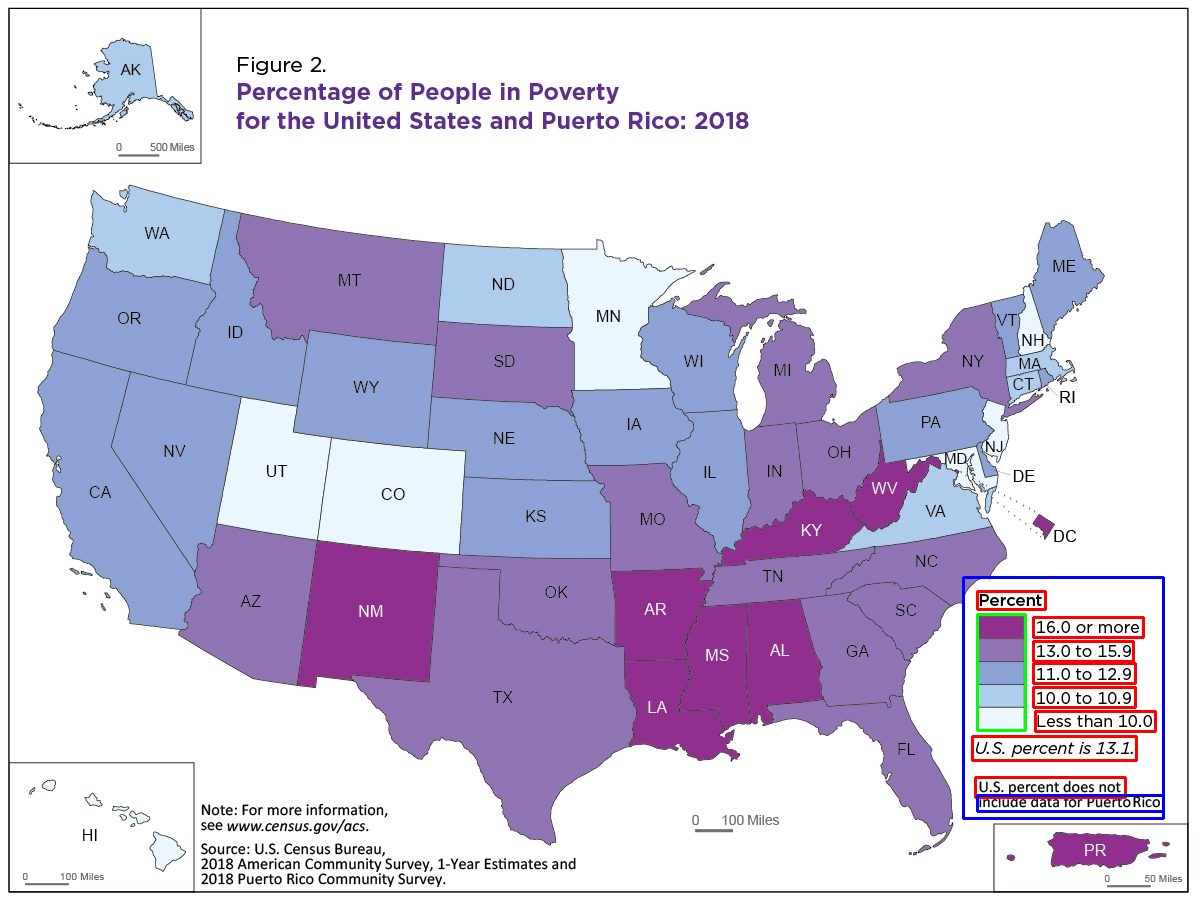 AK
0 500 Miles
Figure 2.
Percentage of People in Poverty
for the United States and Puerto Rico: 2018
WA
MT
ND
MN
ME
OR
ID
SD
WI
VT
NH
NY
MA
CT
RI
WY
MI
IA
NE
PA
NJ
NV
UT
CO
CA
IL
IN
OH
MD
DE
WV
VA
DC
KS
MO
KY
NC
TN
AZ
NM
OK
AR
SC
MS
AL
GA
TX
LA
FL
Percent
16.0 or more
13.0 to 15.9
11.0 to 12.9
10.0 to 10.9
Less than 10.0
U.S. percent is 13.1.
U.S. percent does not
include data for Puerto Rico
HI
0 100 Miles
Note: For more information,
see www.census.gov/acs.
Source: U.S. Census Bureau,
2018 American Community Survey, 1-Year Estimates and
2018 Puerto Rico Community Survey.
0 100 Miles
PR
0 50 Miles